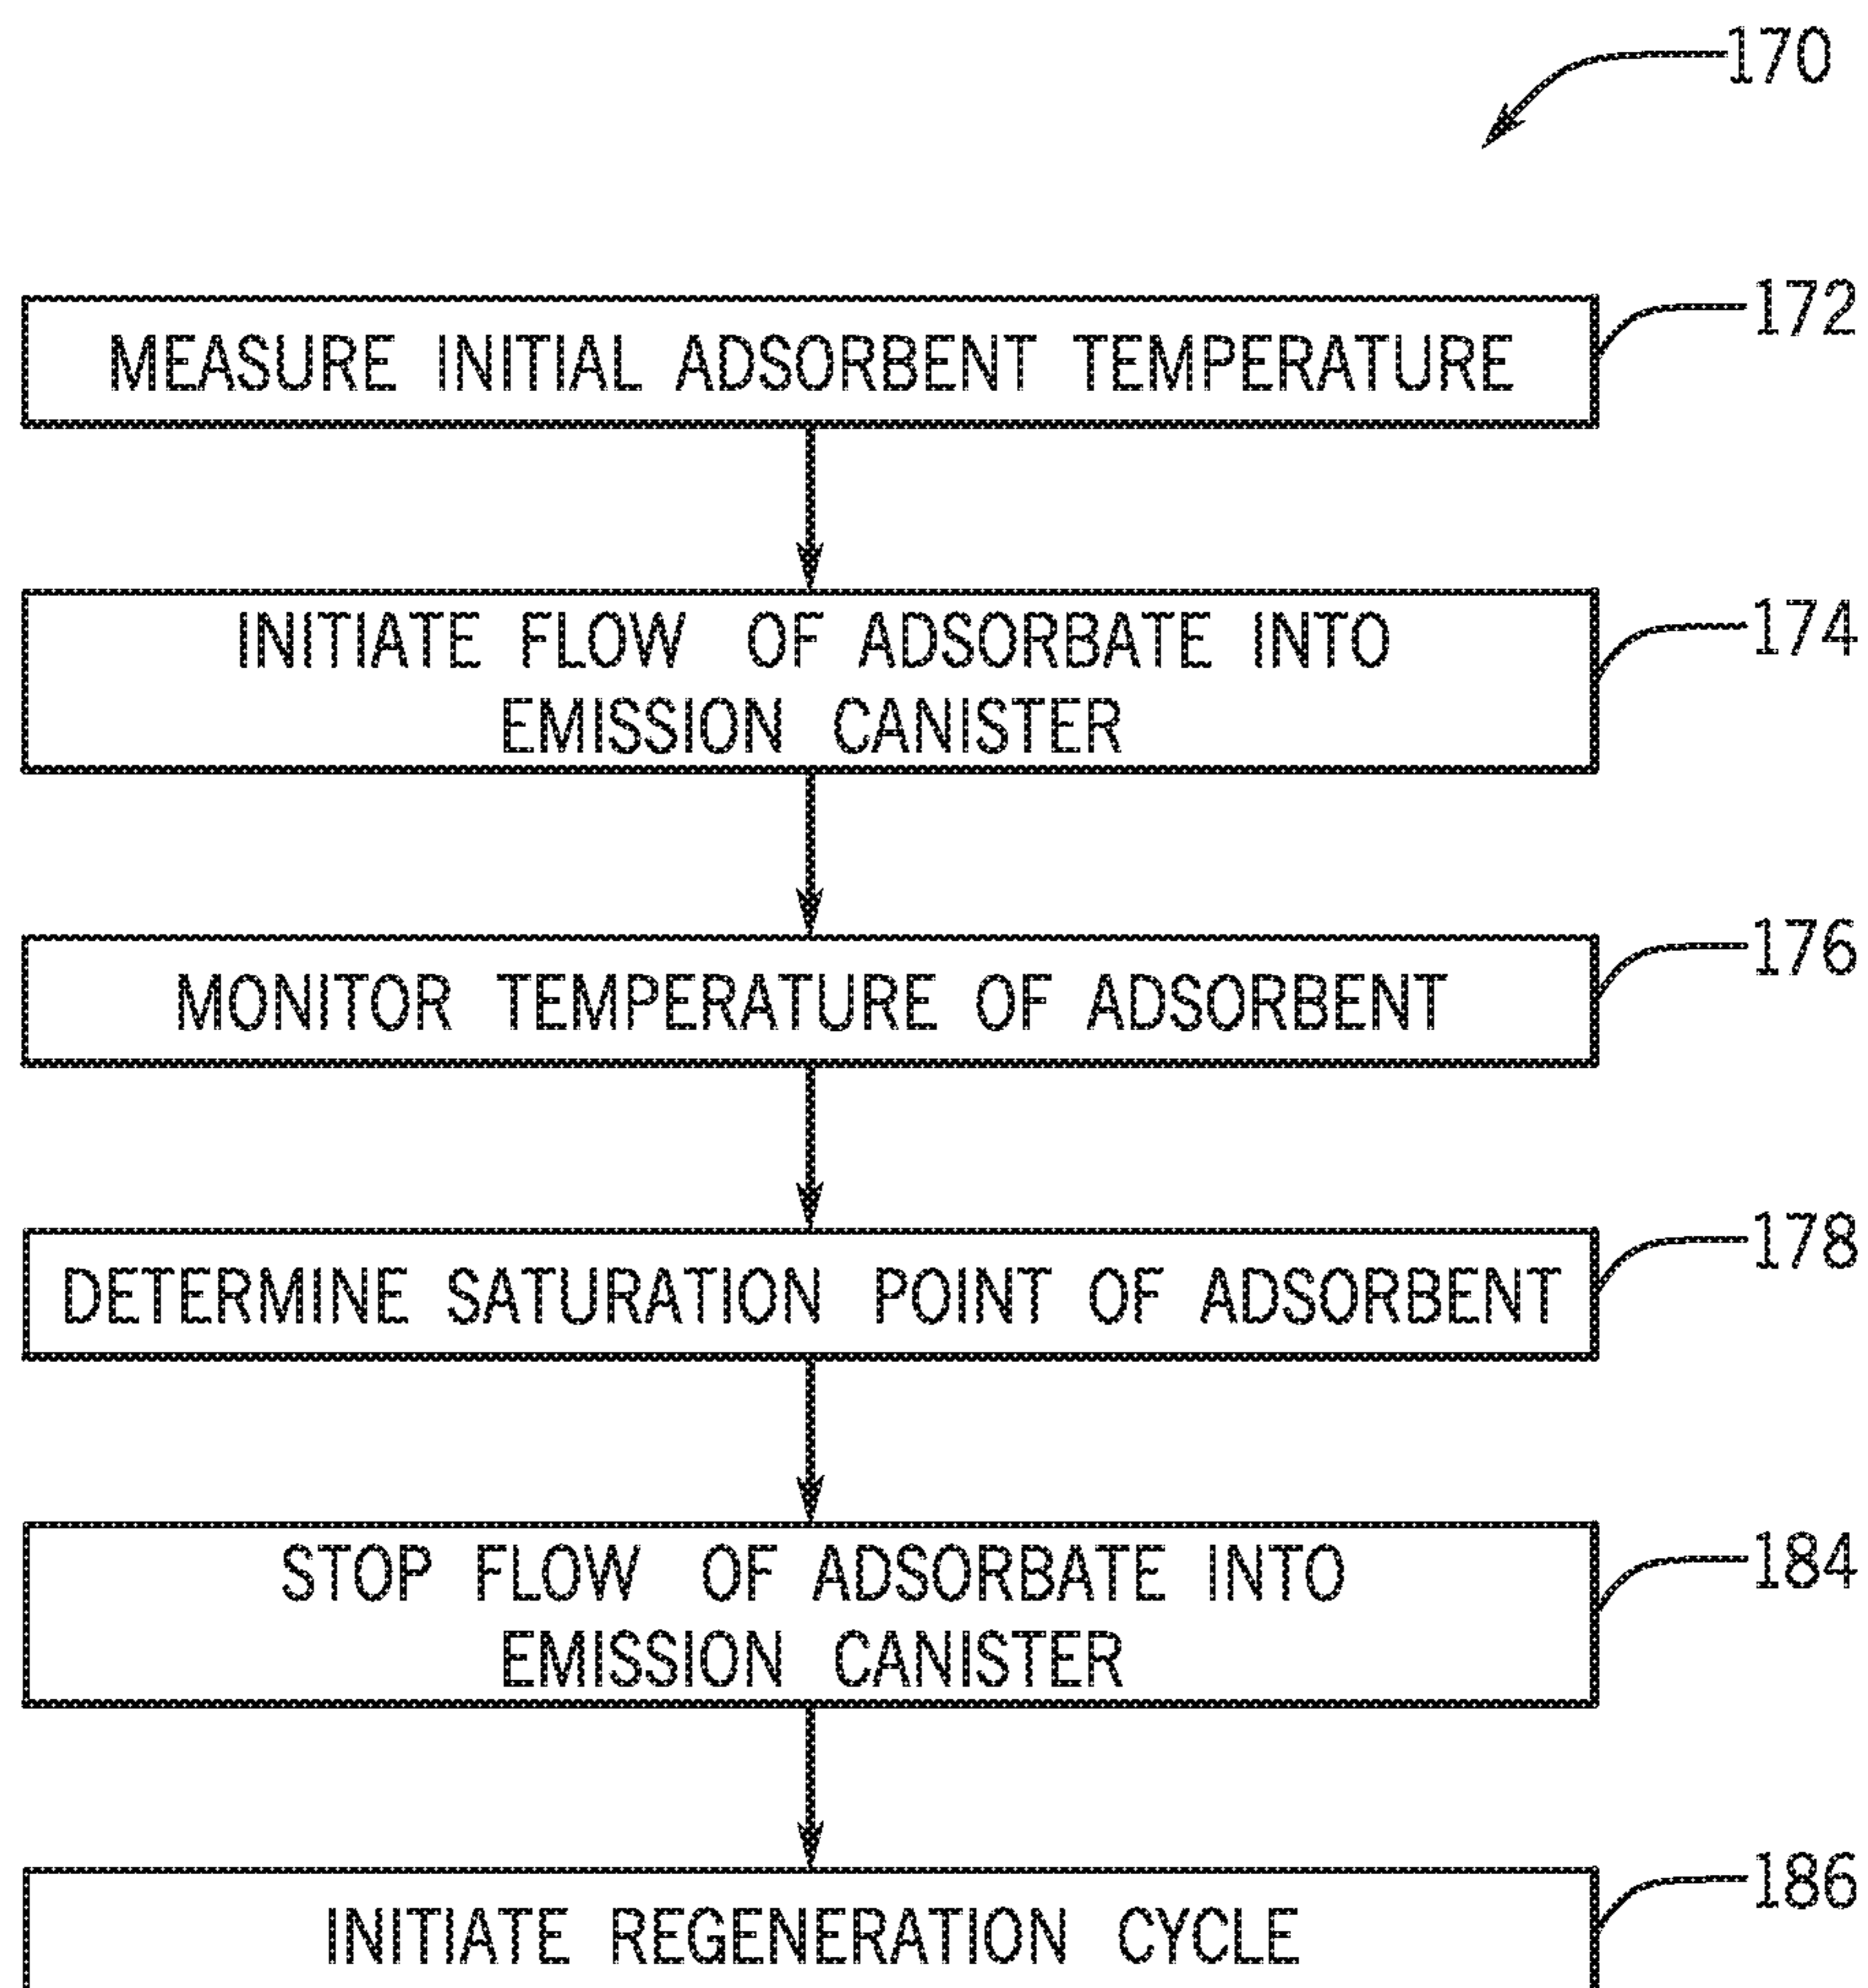 170
MEASURE INITIAL ADSORBENT TEMPERATURE
172
INITIATE FLOW OF ADSORBATE INTO
EMISSION CANISTER
174
MONITOR TEMPERATURE OF ADSORBENT
176
DETERMINE SATURATION POINT OF ADSORBENT
178
STOP FLOW OF ADSORBATE INTO
EMISSION CANISTER
184
INITIATE REGENERATION CYCLE
186